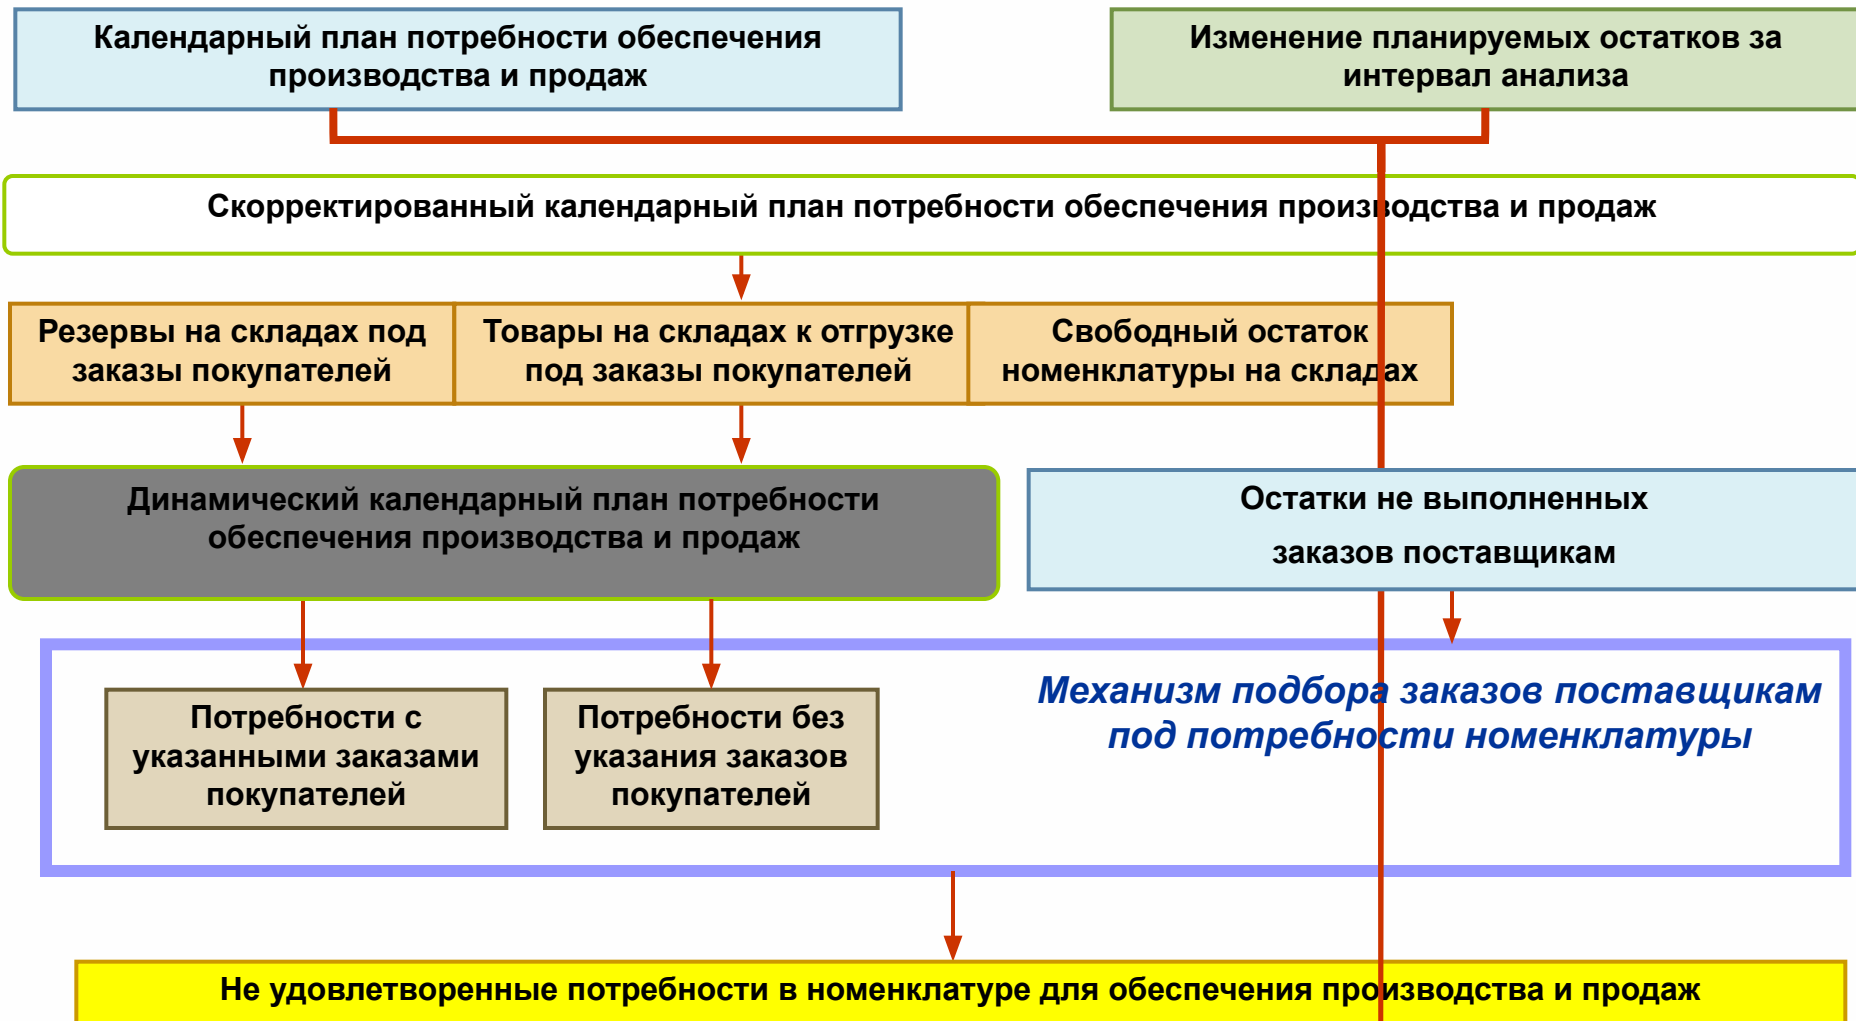 Календарный план потребности обеспечения
производства и продаж
Изменение планируемых остатков за
интервал анализа
Скорректированный календарный план потребности обеспечения производства и продаж
Резервы на складах под
заказы покупателей
Товары на складах к отгрузке
под заказы покупателей
Свободный остаток
номенклатуры на складах
Динамический календарный план потребности
обеспечения производства и продаж
Остатки не выполненных
заказов поставщикам
Механизм подбора заказов поставщикам
под потребности номенклатуры
Потребности с
указанными заказами
покупателей
Потребности без
указания заказов
покупателей
Не удовлетворенные потребности в номенклатуре для обеспечения производства и продаж